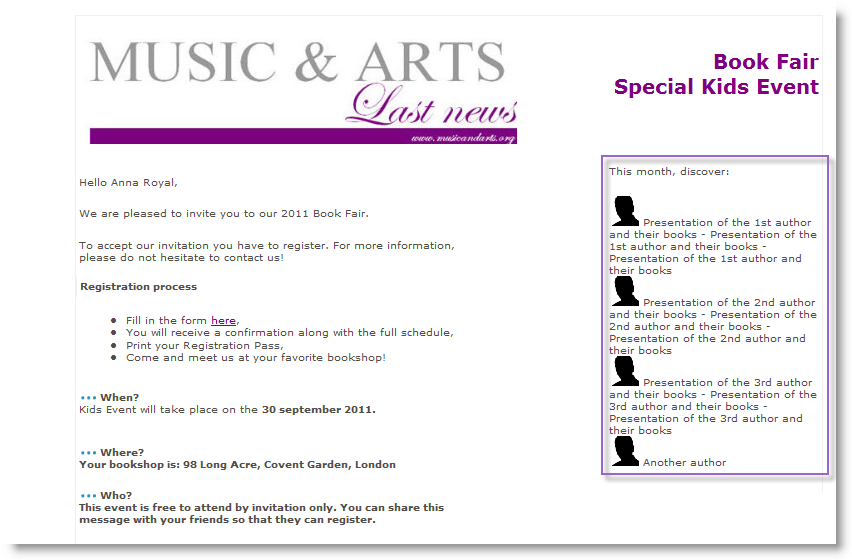 MUSIC & ARTS
Last news
www.musicandarts.org
Book Fair
Special Kids Event
Hello Anna Royal,
We are pleased to invite you to our 2011 Book Fair.
To accept our invitation you have to register. For more information,
please do not hesitate to contact us!
Registration process
• Fill in the form here,
• You will receive a confirmation along with the full schedule,
• Print your Registration Pass,
• Come and meet us at your favorite bookshop!
••• When?
Kids Event will take place on the 30 september 2011.
••• Where?
Your bookshop is: 98 Long Acre, Covent Garden, London
••• Who?
This event is free to attend by invitation only. You can share this
message with your friends so that they can register.
This month, discover:
Presentation of the 1st author
and their books - Presentation of the
1st author and their books -
Presentation of the 1st author and
their books
Presentation of the 2nd author
and their books - Presentation of the
2nd author and their books -
Presentation of the 2nd author and
their books
Presentation of the 3rd author
and their books - Presentation of the
3rd author and their books -
Presentation of the 3rd author and
their books
Another author